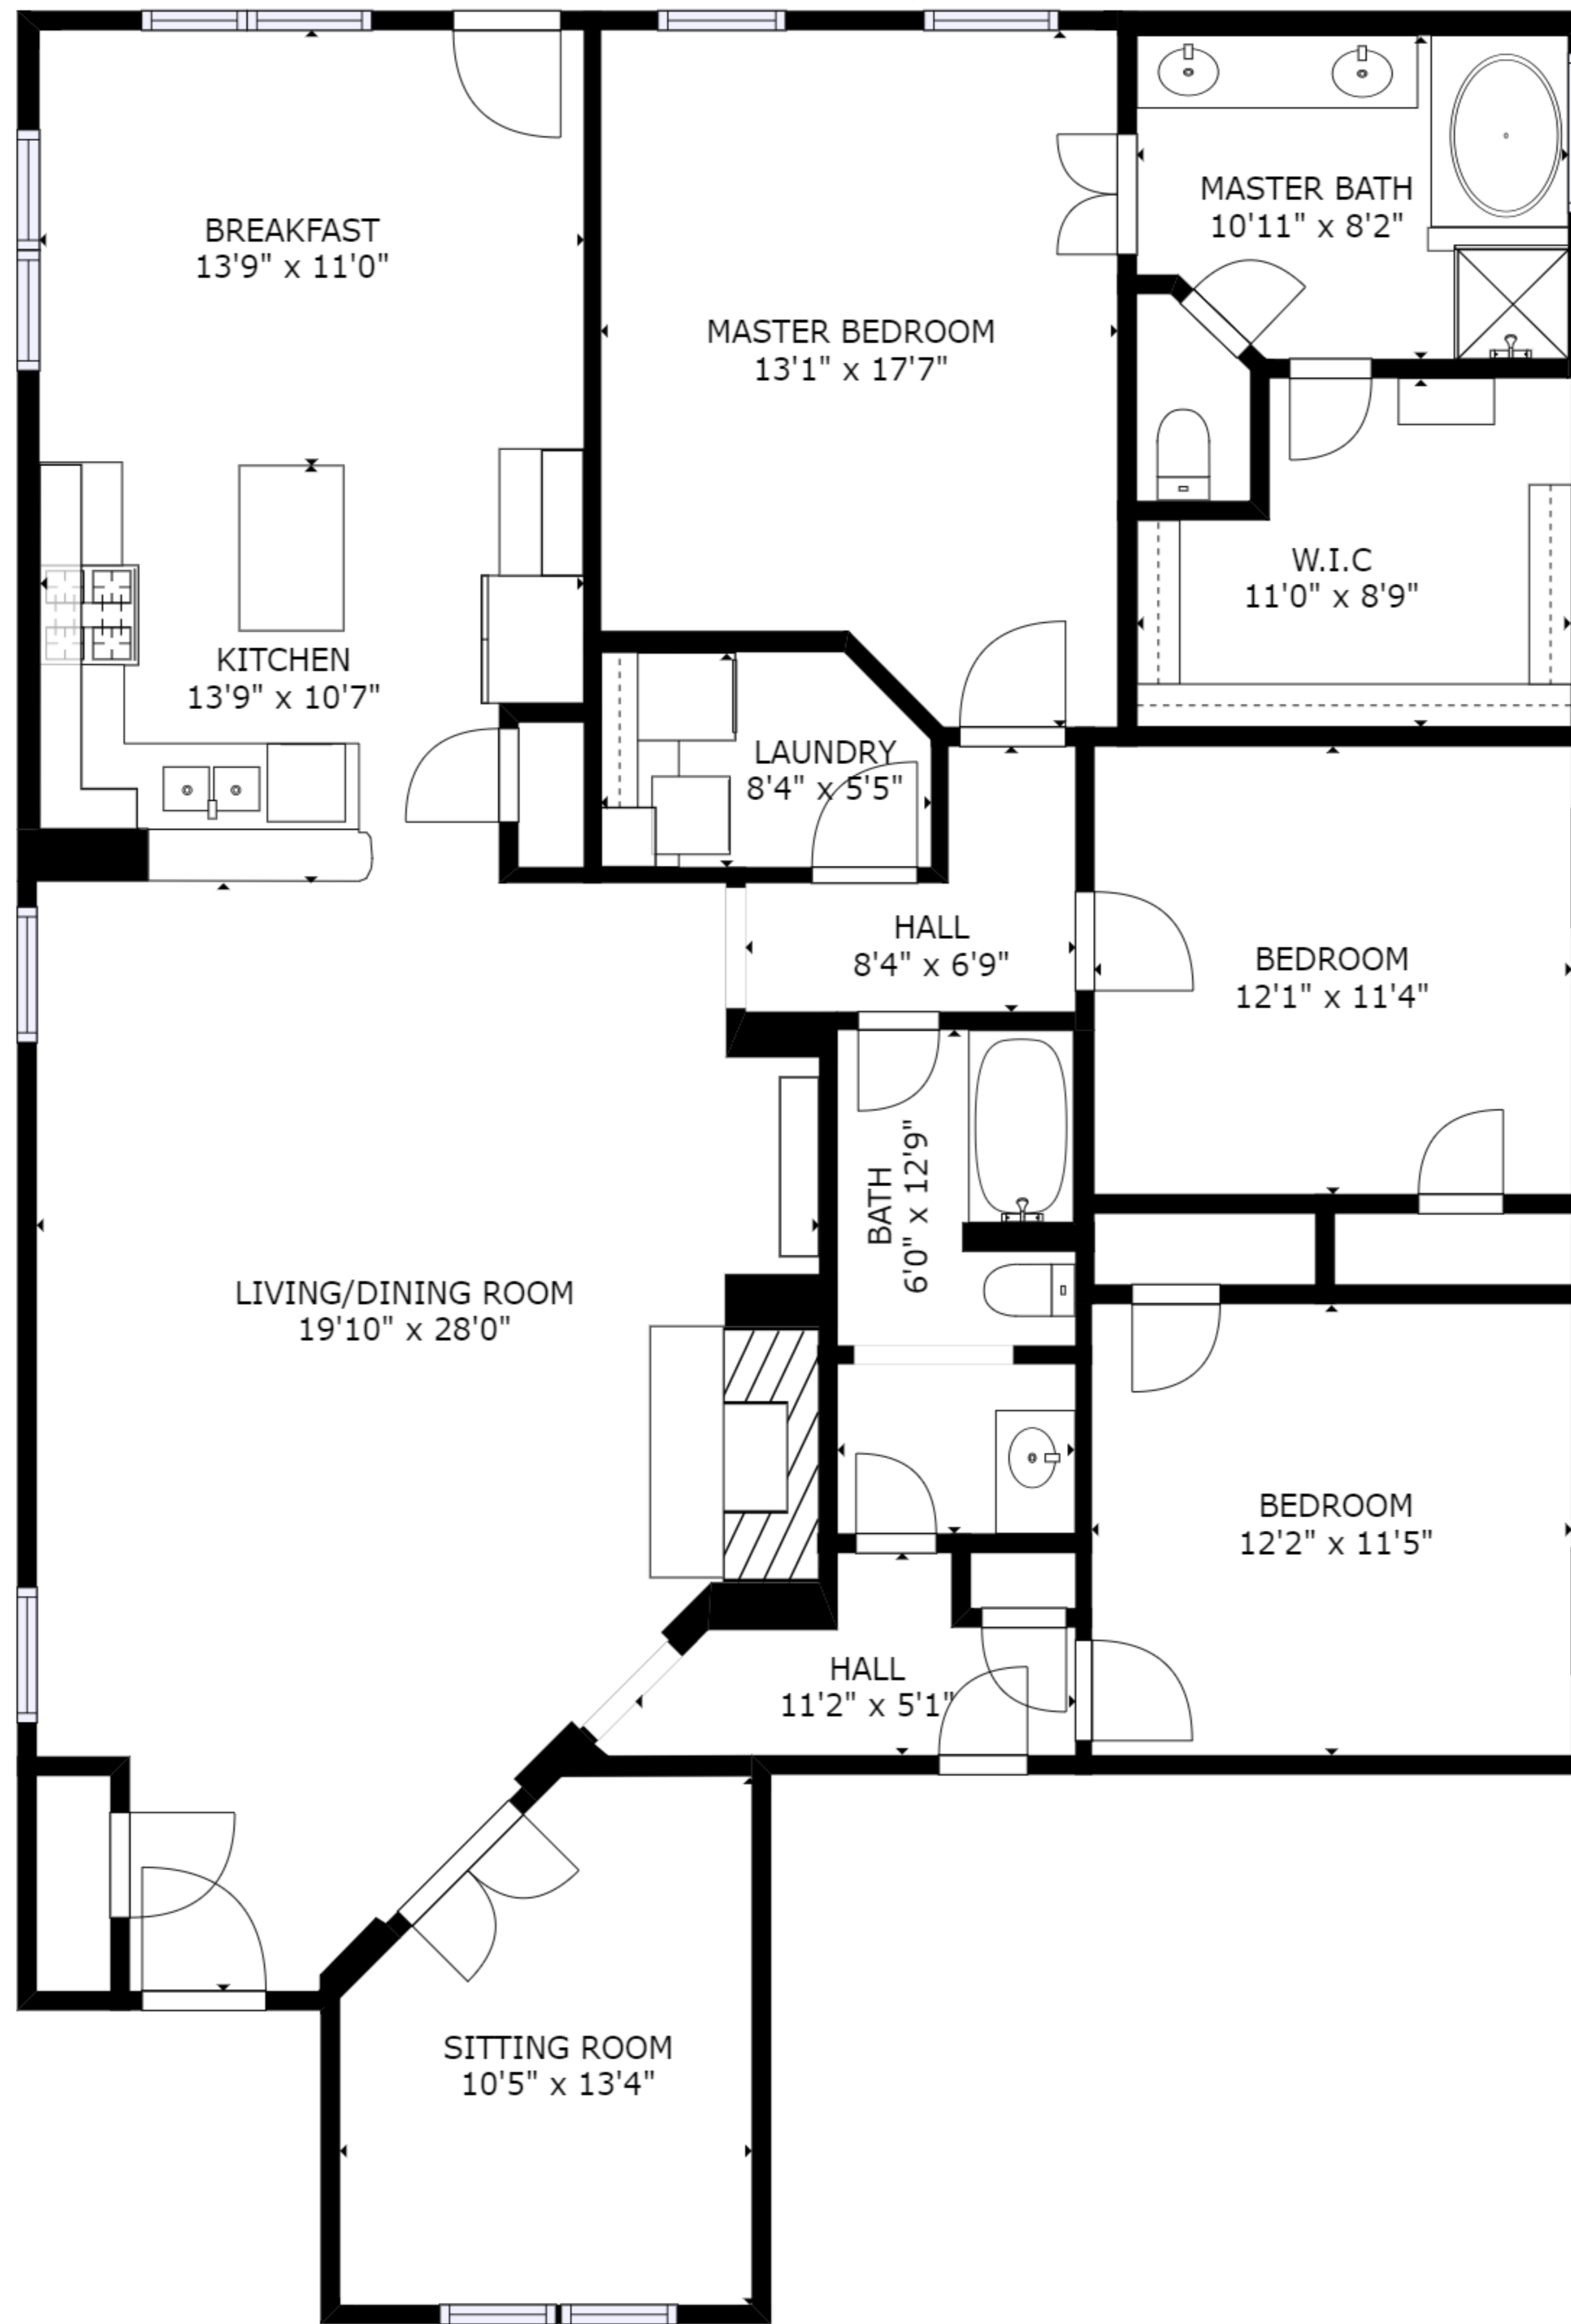 MASTER BATH
10'11" x 8'2"
BREAKFAST
13'9" x 11'0"
MASTER BEDROOM
13'1" x 17'7"
W.I.C
11'0" x 8'9"
KITCHEN
13'9" x 10'7"
LAUNDRY
8'4" x 5'5"
HALL
8'4" x 6'9"
BEDROOM
12'1" x 11'4"
BATH
6'0" x 12'9"
LIVING/DINING ROOM
19'10" x 28'0"
BEDROOM
12'2" x 11'5"
HALL
11'2" x 5'1"
SITTING ROOM
10'5" x 13'4"